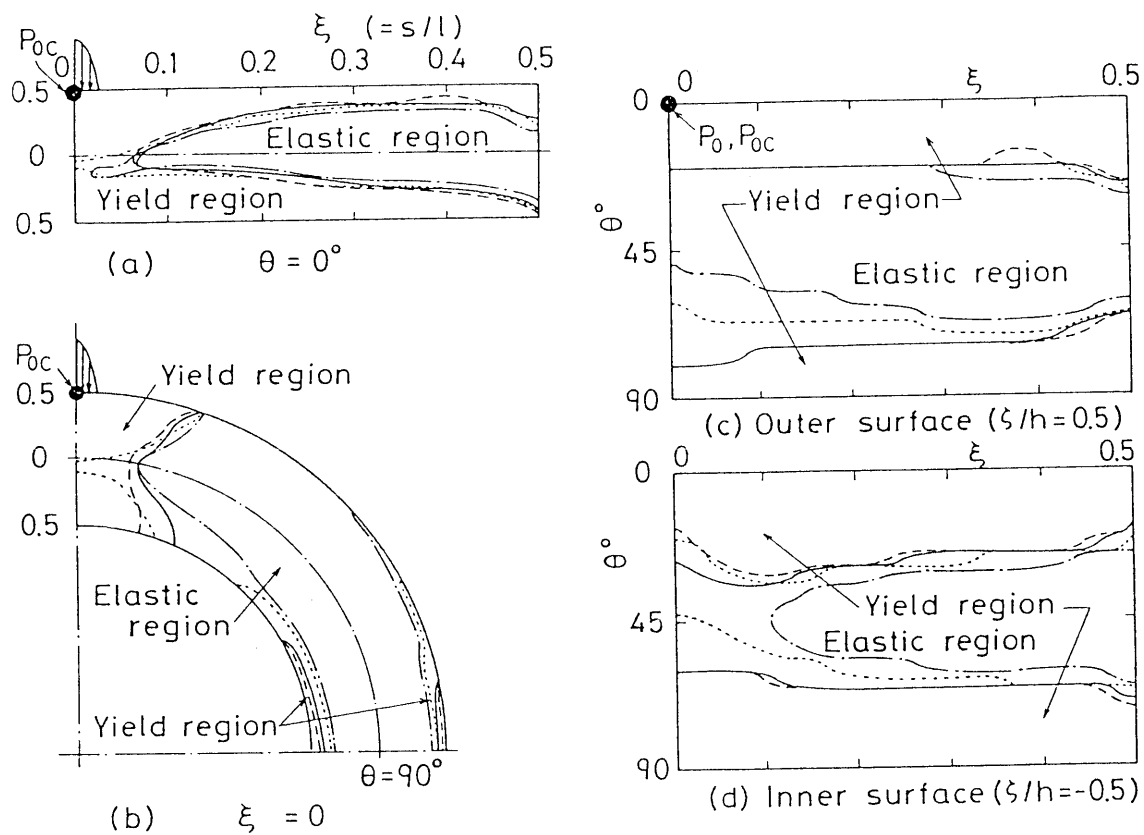 ξ (=s/l)
P₀c
0 0.1 0.2 0.3 0.4 0.5
0.5
Elastic region
0
Yield region
0.5
(a) θ = 0°
P₀c
0.5
Yield region
0
0.5
Elastic
region
Yield region
θ=90°
(b) ξ = 0
0 ξ 0.5
0
P₀, P₀c
Yield region
θ°
45
Elastic region
90
(c) Outer surface (ζ/h=0.5)
0 ξ 0.5
0
θ°
Yield region
45
Elastic region
90
(d) Inner surface (ζ/h=-0.5)